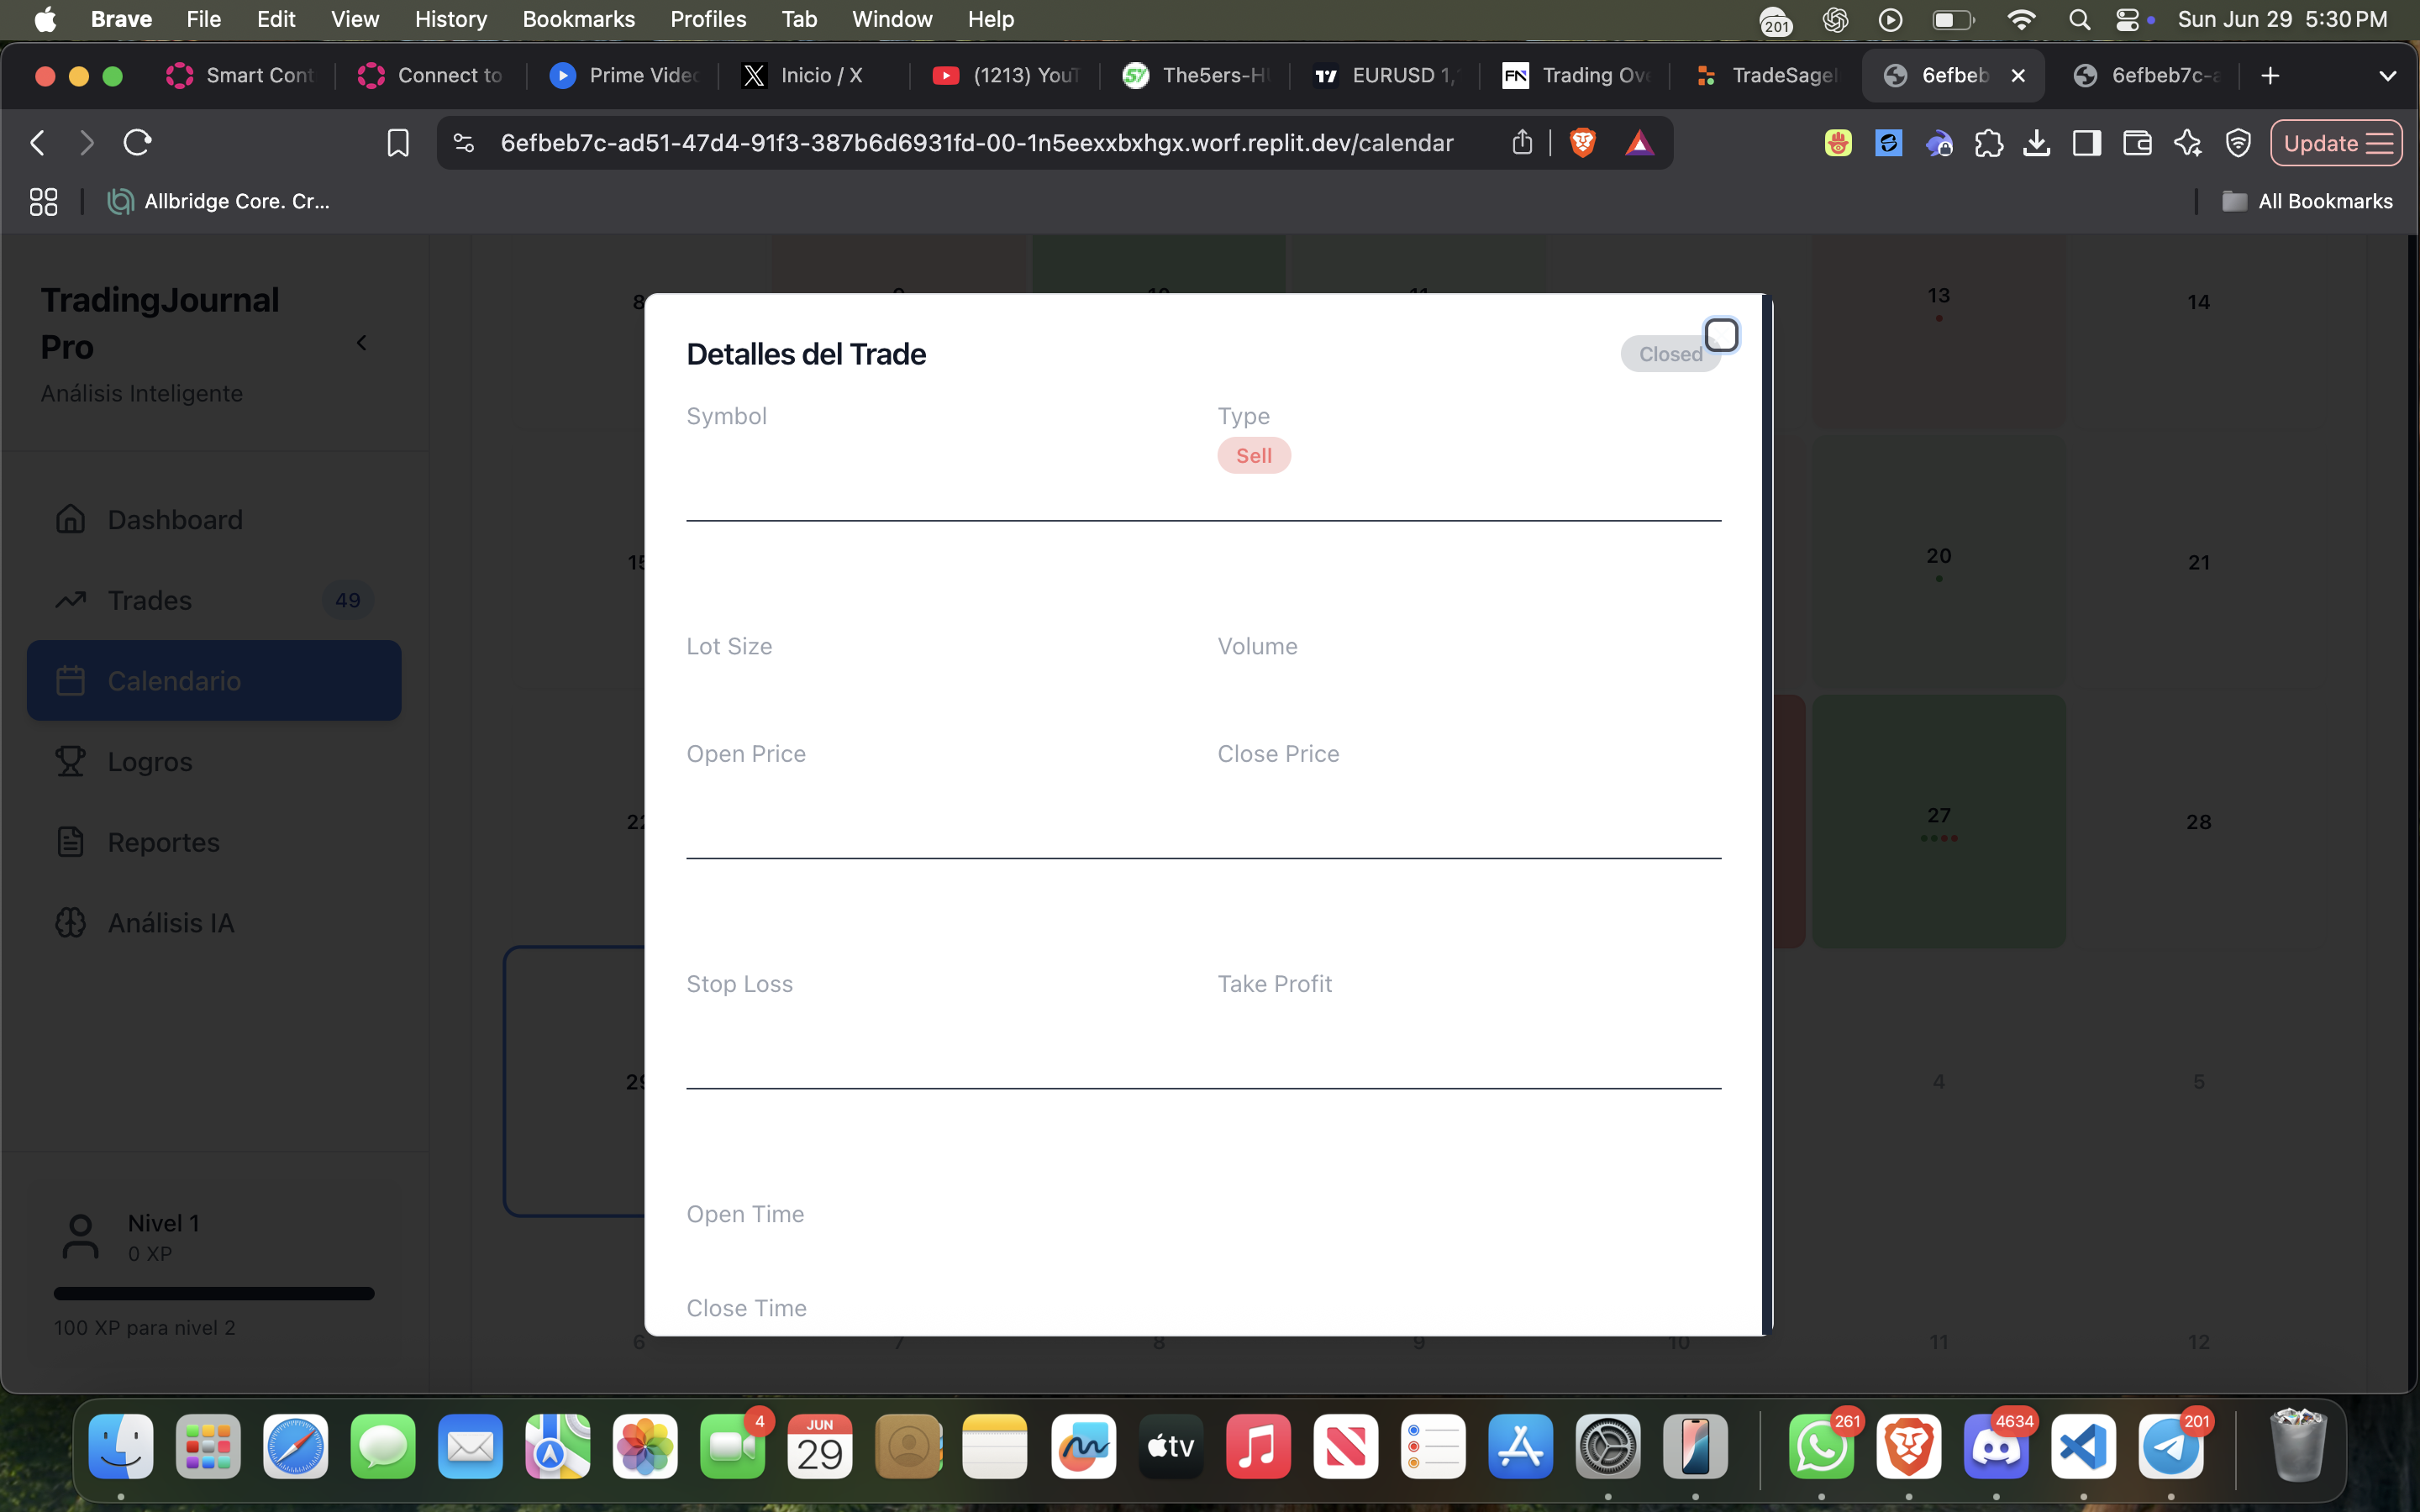 Brave File Edit View History Bookmarks Profiles Tab Window Help
201 Sun Jun 29 5:30 PM
Smart Cont Connect to Prime Video Inicio / X (1213) YouT The5ers-HU EURUSD 1, Trading Ove TradeSagel 6efbeb 6efbeb7c-a
6efbeb7c-ad51-47d4-91f3-387b6d6931fd-00-1n5eexxbxhgx.worf.replit.dev/calendar
Update
Allbridge Core. Cr...
All Bookmarks
TradingJournal
Pro
Análisis Inteligente
Dashboard
Trades 49
Calendario
Logros
Reportes
Análisis IA
Nivel 1
0 XP
100 XP para nivel 2
8 9 10 11 13 14
15 20 21
22 27 28
29 4 5
6 7 8 9 10 11 12
Detalles del Trade
Closed
Symbol Type
Sell
Lot Size Volume
Open Price Close Price
Stop Loss Take Profit
Open Time
Close Time
4 JUN 29 tv 261 4634 201